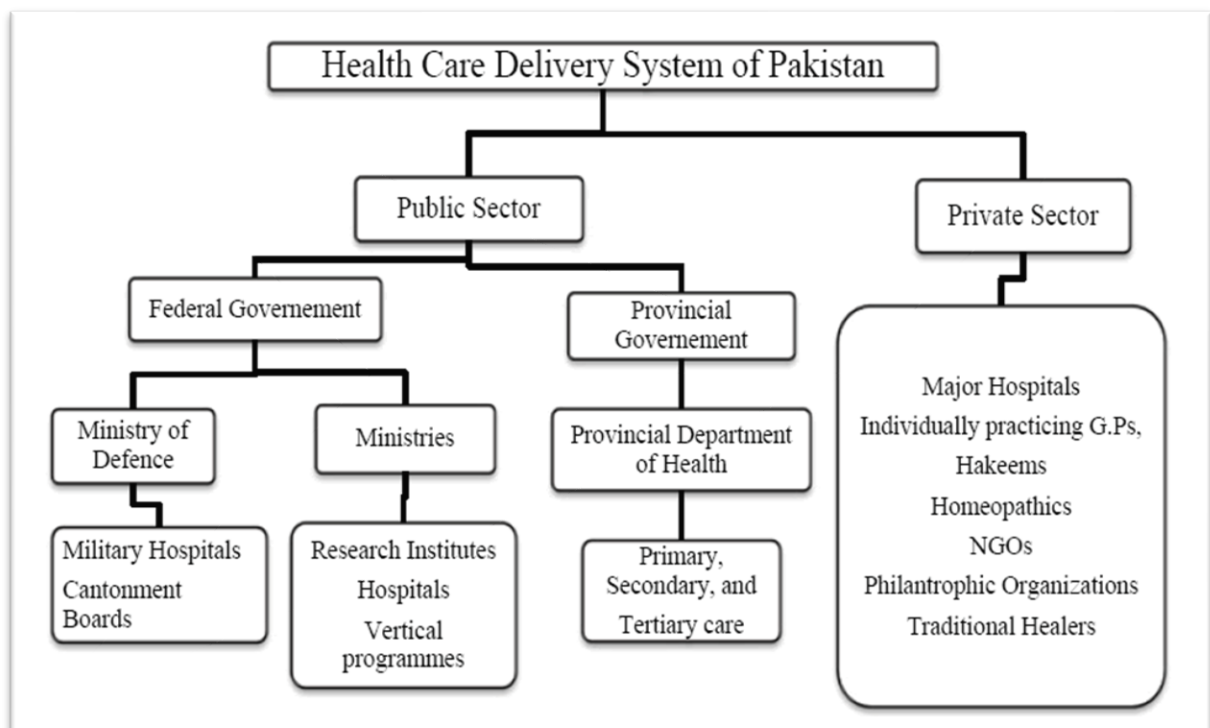 Health Care Delivery System of Pakistan
Public Sector
Private Sector
Federal Governement
Provincial
Governement
Ministry of
Defence
Ministries
Provincial Department
of Health
Military Hospitals
Cantonment
Boards
Research Institutes
Hospitals
Vertical
programmes
Primary,
Secondary, and
Tertiary care
Major Hospitals
Individually practicing G.Ps,
Hakeems
Homeopathics
NGOs
Philantrophic Organizations
Traditional Healers